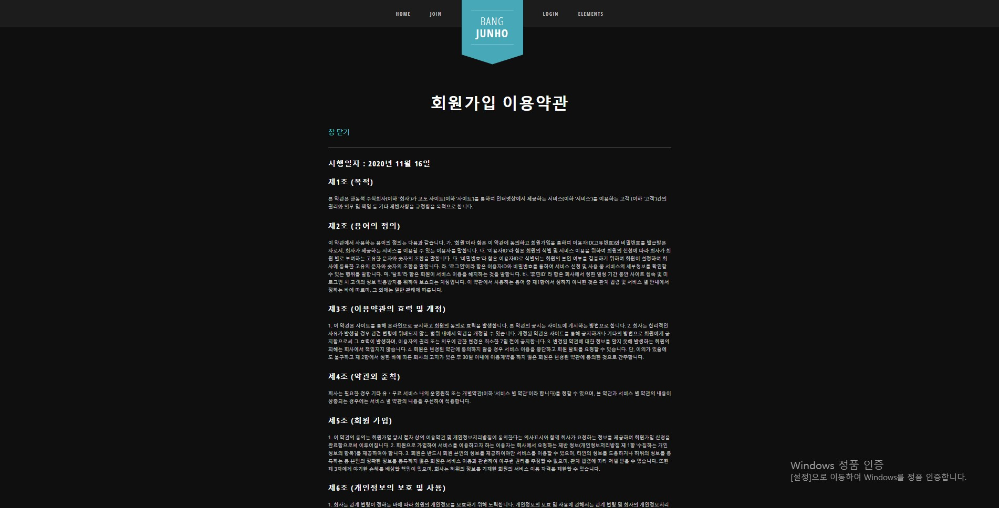 HOME
JOIN
BANG
JUNHO
LOGIN
ELEMENTS
회원가입 이용약관
창 닫기
시행일자 : 2020년 11월 16일
제1조 (목적)
본 약관은 한동석 주식회사(이하 '회사')가 고도 사이트(이하 '사이트')를 통하여 인터넷상에서 제공하는 서비스(이하 '서비스')를 이용하는 고객 (이하 '고객')간의
권리와 의무 및 책임 등 기타 제반사항을 규정함을 목적으로 합니다.
제2조 (용어의 정의)
이 약관에서 사용하는 용어의 정의는 다음과 같습니다. 가. '회원'이라 함은 이 약관에 동의하고 회원가입을 통하여 이용자ID(고유번호)와 비밀번호를 발급받은
자로서, 회사가 제공하는 서비스를 이용할 수 있는 이용자를 말합니다. 나. '이용자ID'라 함은 회원의 식별 및 서비스 이용을 위하여 회원의 신청에 따라 회사가 회
원 별로 부여하는 고유한 문자와 숫자의 조합을 말합니다. 다. '비밀번호'라 함은 이용자ID로 식별되는 회원의 본인 여부를 검증하기 위하여 회원이 설정하여 회
사에 등록한 고유의 문자와 숫자의 조합을 말합니다. 라. '로그인'이라 함은 이용자ID와 비밀번호를 통하여 서비스 신청 및 사용 중 서비스의 세부정보를 확인할
수 있는 행위를 말합니다. 마. '탈퇴'라 함은 회원이 서비스 이용을 해지하는 것을 말합니다. 바. '휴면ID' 라 함은 회사에서 정한 일정 기간 동안 사이트 접속 및 미
로그인 시 고객의 정보 악용방지를 위하여 보호되는 계정입니다. 이 약관에서 사용하는 용어 중 제1항에서 정하지 아니한 것은 관계 법령 및 서비스 별 안내에서
정하는 바에 따르며, 그 외에는 일반 관례에 따릅니다.
제3조 (이용약관의 효력 및 개정)
1. 이 약관은 사이트를 통해 온라인으로 공시하고 회원의 동의로 효력을 발생합니다. 본 약관의 공시는 사이트에 게시하는 방법으로 합니다. 2. 회사는 합리적인
사유가 발생할 경우 관련 법령에 위배되지 않는 범위 내에서 약관을 개정할 수 있습니다. 개정된 약관은 사이트를 통해 공지하거나 기타의 방법으로 회원에게 공
지함으로써 그 효력이 발생하며, 이용자의 권리 또는 의무에 관한 변경은 최소한 7일 전에 공지합니다. 3. 변경된 약관에 대한 정보를 알지 못해 발생하는 회원의
피해는 회사에서 책임지지 않습니다. 4. 회원은 변경된 약관에 동의하지 않을 경우 서비스 이용을 중단하고 회원 탈퇴를 요청할 수 있습니다. 단, 이의가 있음에
도 불구하고 제 2항에서 정한 바에 따른 회사의 고지가 있은 후 30일 이내에 이용계약을 하지 않은 회원은 변경된 약관에 동의한 것으로 간주합니다.
제4조 (약관외 준칙)
회사는 필요한 경우 기타 유・무료 서비스 내의 운영원칙 또는 개별약관(이하 '서비스 별 약관'이라 합니다)를 정할 수 있으며, 본 약관과 서비스 별 약관의 내용이
상충되는 경우에는 서비스 별 약관의 내용을 우선하여 적용합니다.
제5조 (회원 가입)
1. 이 약관의 동의는 회원가입 당시 절차 상의 이용약관 및 개인정보처리방침에 동의한다는 의사표시와 함께 회사가 요청하는 정보를 제공하여 회원가입 신청을
완료함으로써 이루어집니다. 2. 회원으로 가입하여 서비스를 이용하고자 하는 이용자는 회사에서 요청하는 제반 정보(개인정보처리방침 제 1항 '수집하는 개인
정보의 항목')를 제공하여야 합니다. 3. 회원은 반드시 회원 본인의 정보를 제공하여야만 서비스를 이용할 수 있으며, 타인의 정보를 도용하거나 허위의 정보를 등
록하는 등 본인의 정확한 정보를 등록하지 않은 회원은 서비스 이용과 관련하여 아무런 권리를 주장할 수 없으며, 관계 법령에 따라 처벌 받을 수 있습니다. 또한
제 3자에게 야기한 손해를 배상할 책임이 있으며, 회사는 허위의 정보를 기재한 회원의 서비스 이용 자격을 제한할 수 있습니다.
제6조 (개인정보의 보호 및 사용)
1. 회사는 관계 법령이 정하는 바에 따라 회원의 개인정보를 보호하기 위해 노력합니다. 개인정보의 보호 및 사용에 관해서는 관계 법령 및 회사의 개인정보처리
Windows 정품 인증
[설정]으로 이동하여 Windows를 정품 인증합니다.